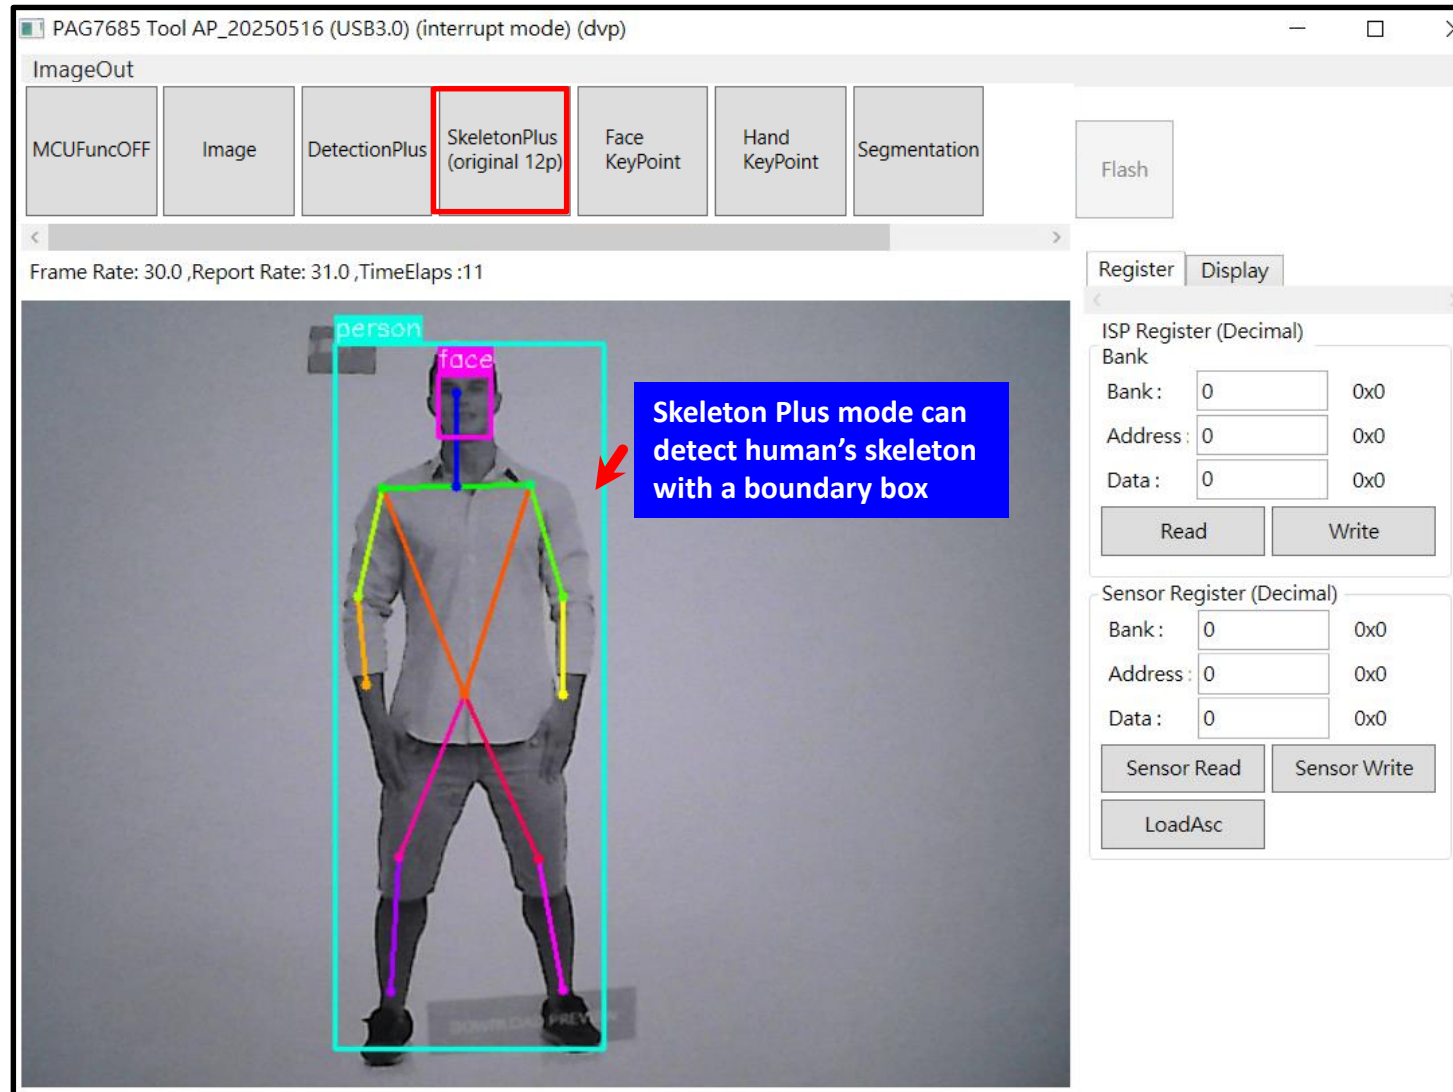 PAG7685 Tool AP_20250516 (USB3.0) (interrupt mode) (dvp)
ImageOut
MCUFuncOFF
Image
DetectionPlus
SkeletonPlus
(original 12p)
Face
KeyPoint
Hand
KeyPoint
Segmentation
Flash
Frame Rate: 30.0 ,Report Rate: 31.0 ,TimeElaps :11
person
face
Skeleton Plus mode can
detect human’s skeleton
with a boundary box
DOWNLOAD PREVIEW
Register Display
ISP Register (Decimal)
Bank
Bank : 0 0x0
Address : 0 0x0
Data : 0 0x0
Read Write
Sensor Register (Decimal)
Bank : 0 0x0
Address : 0 0x0
Data : 0 0x0
Sensor Read Sensor Write
LoadAsc